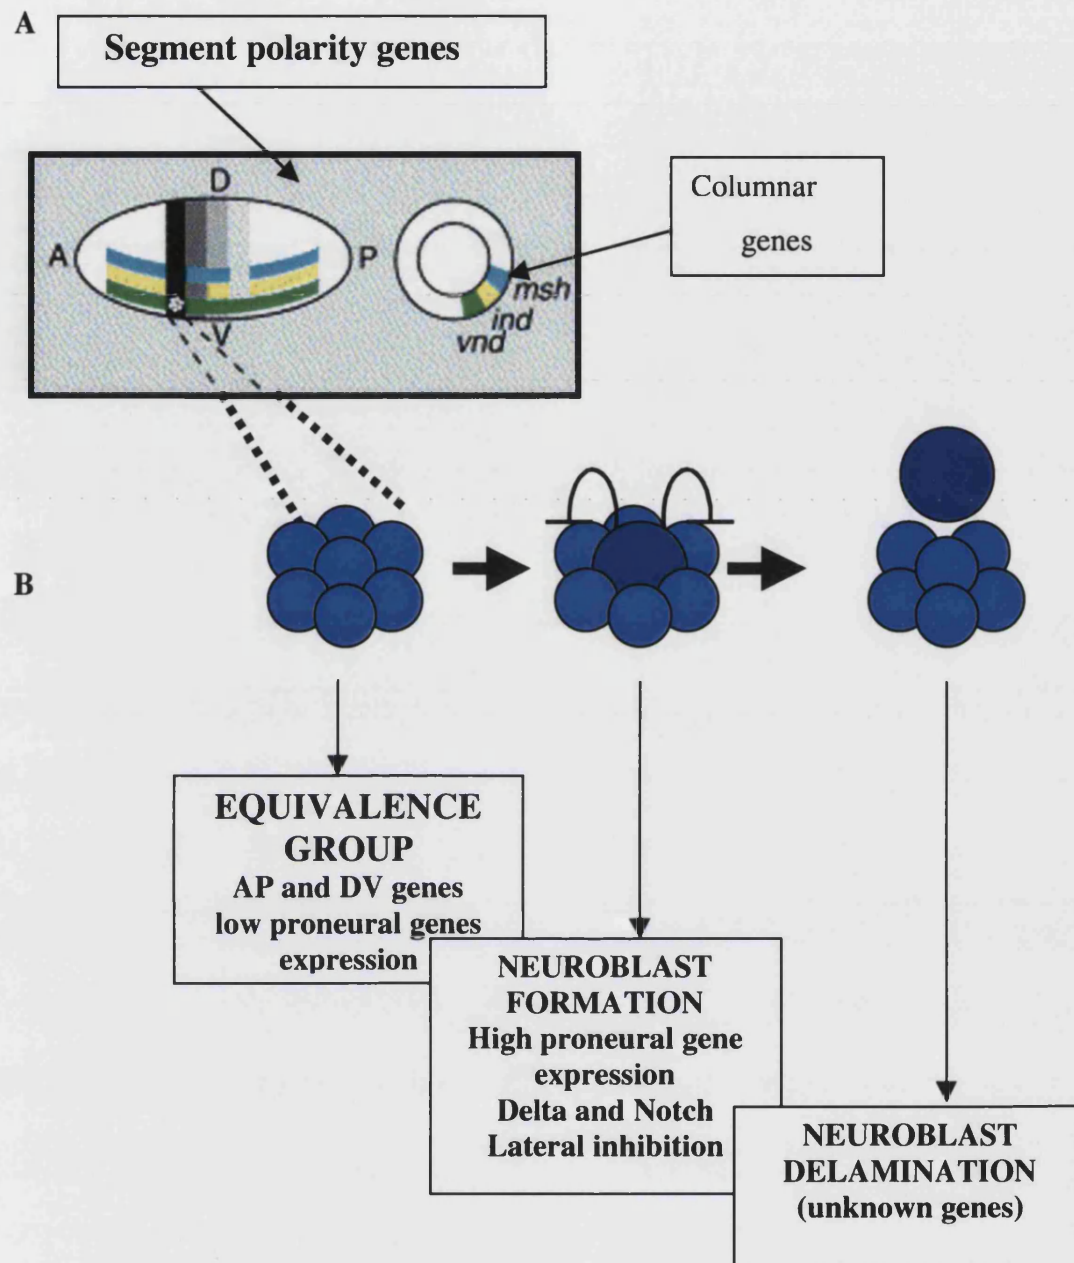 A
Segment polarity genes
D
A
P
V
msh
ind
vnd
Columnar
genes
B
EQUIVALENCE
GROUP
AP and DV genes
low proneural genes
expression
NEUROBLAST
FORMATION
High proneural gene
expression
Delta and Notch
Lateral inhibition
NEUROBLAST
DELAMINATION
(unknown genes)